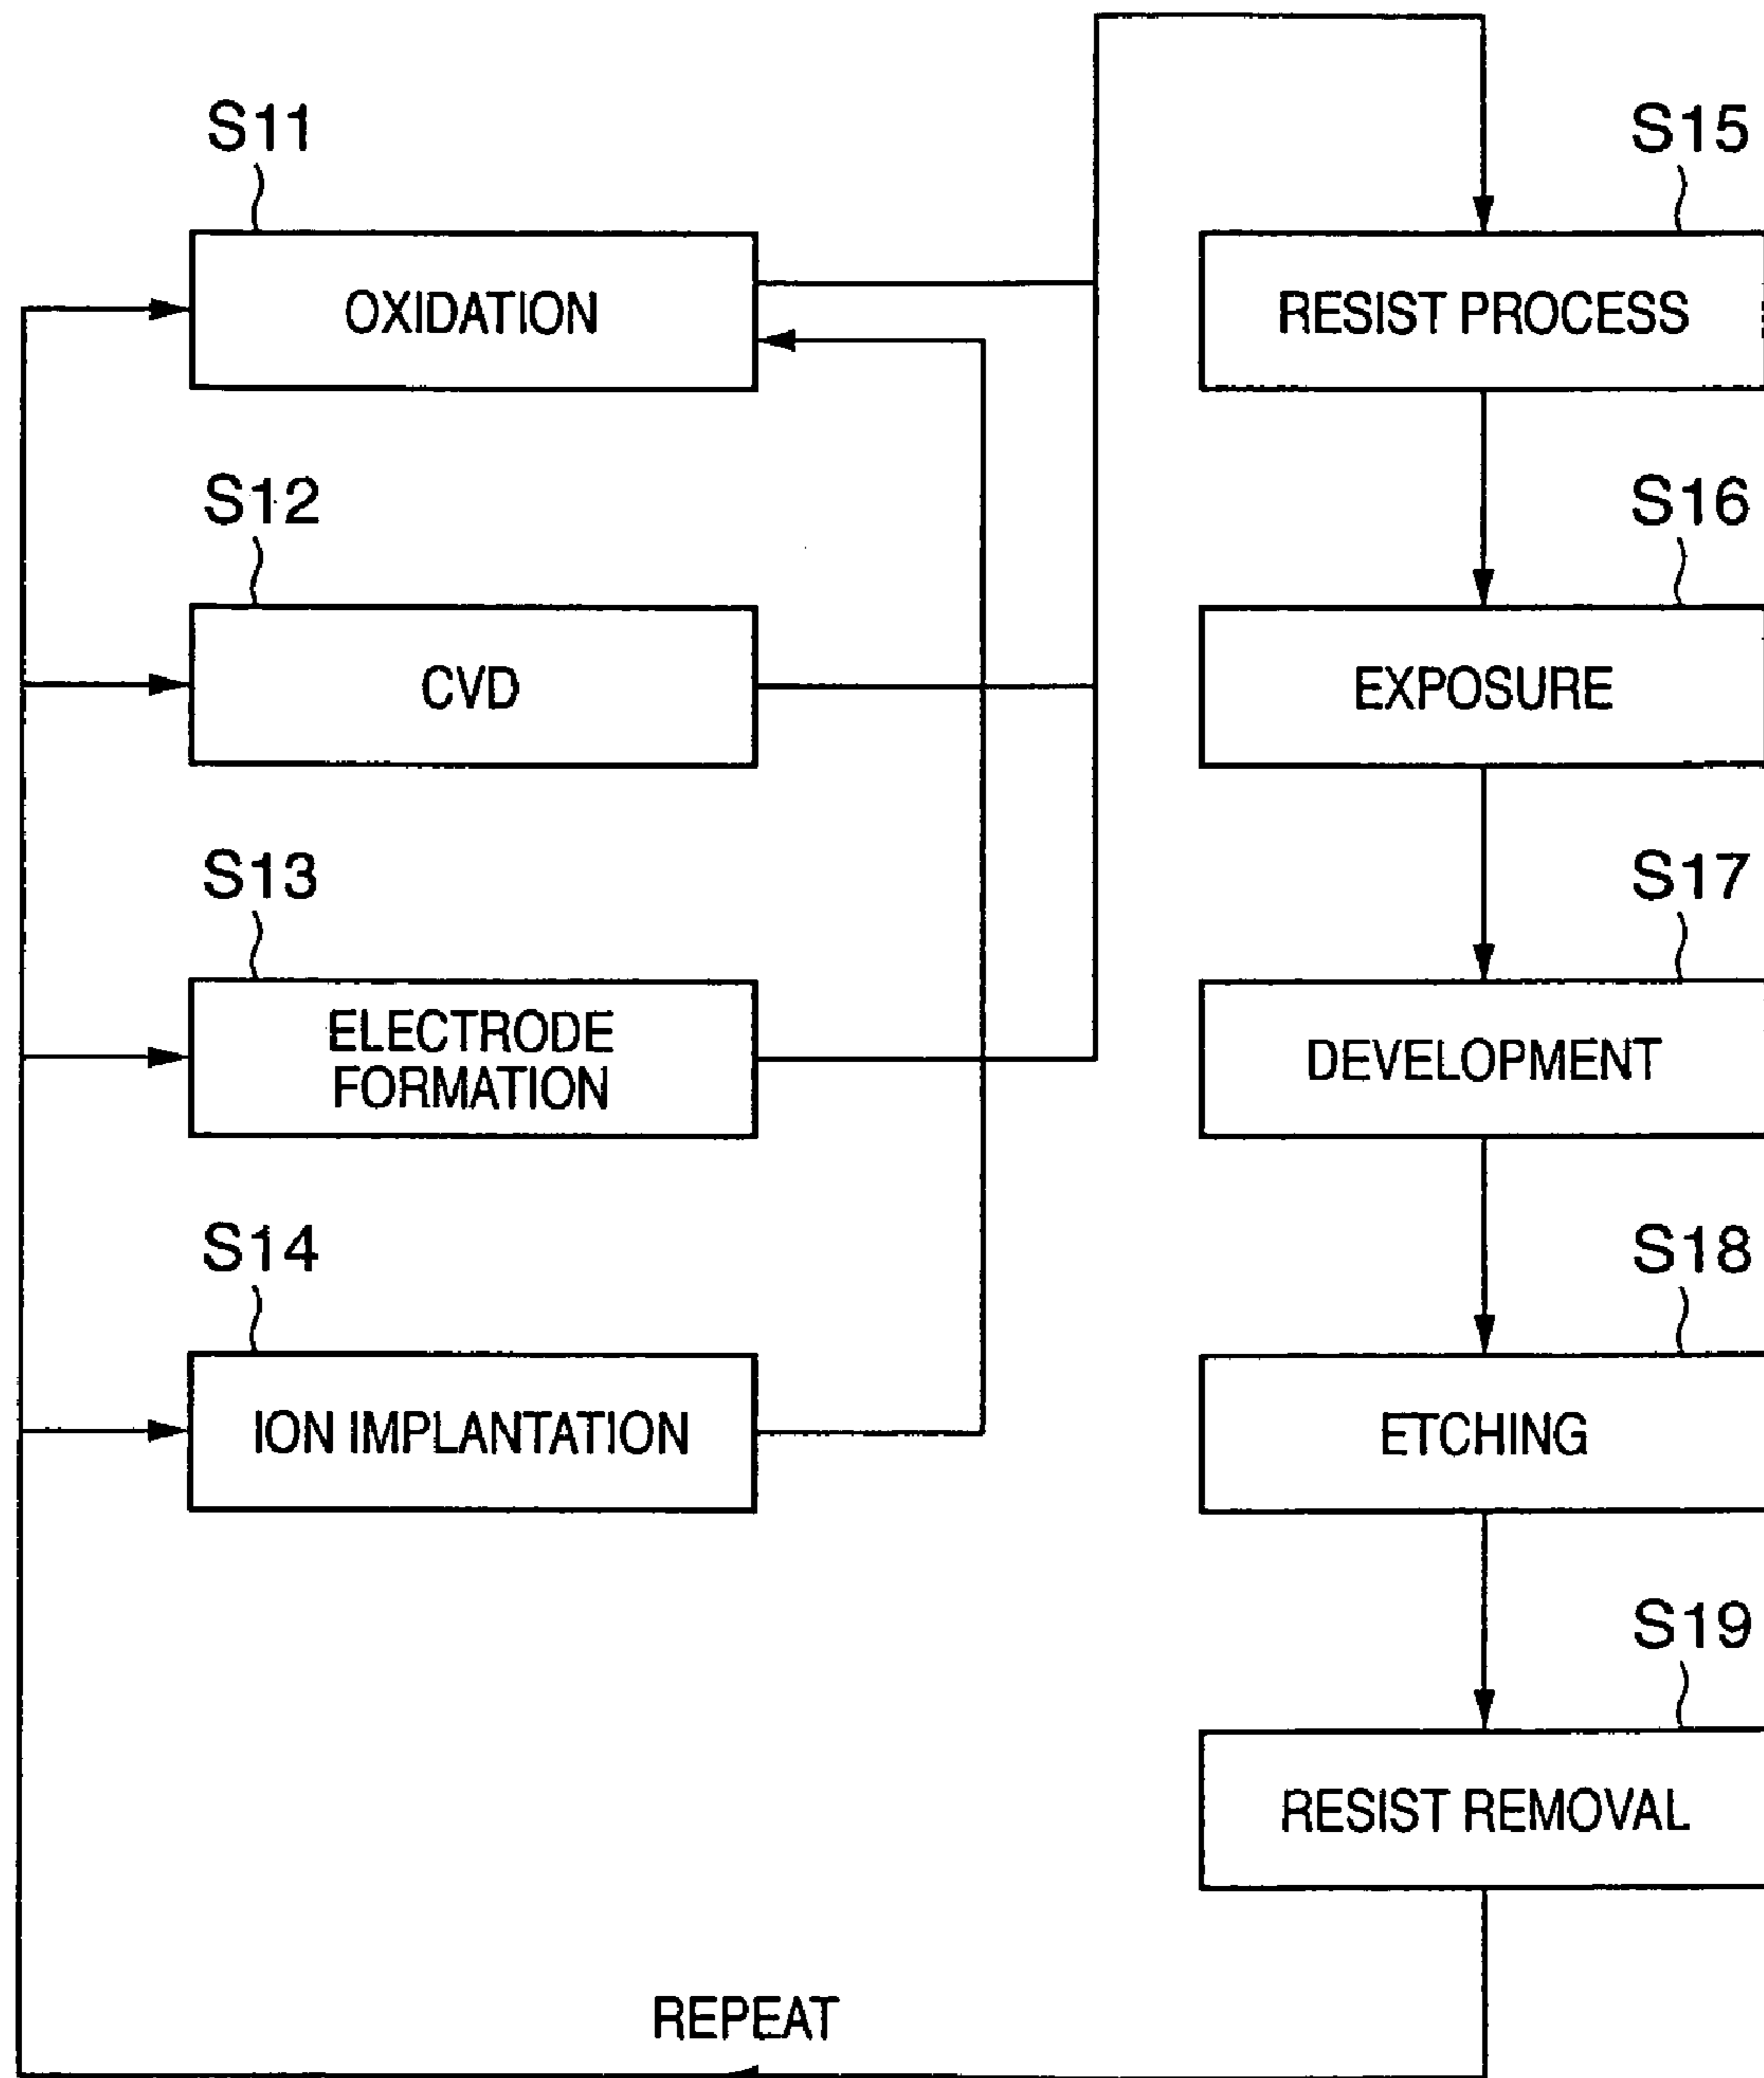 S11
OXIDATION
S12
CVD
S13
ELECTRODE
FORMATION
S14
ION IMPLANTATION
S15
RESIST PROCESS
S16
EXPOSURE
S17
DEVELOPMENT
S18
ETCHING
S19
RESIST REMOVAL
REPEAT